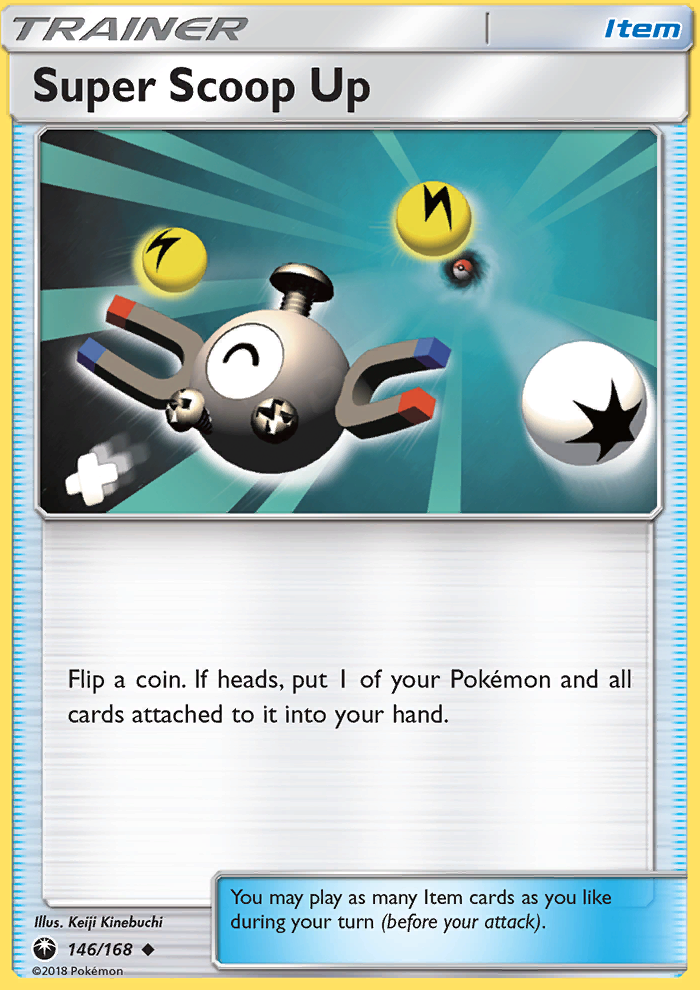 TRAINER
Item
Super Scoop Up
Flip a coin. If heads, put 1 of your Pokémon and all
cards attached to it into your hand.
You may play as many Item cards as you like
during your turn (before your attack).
Illus. Keiji Kinebuchi
146/168
©2018 Pokémon